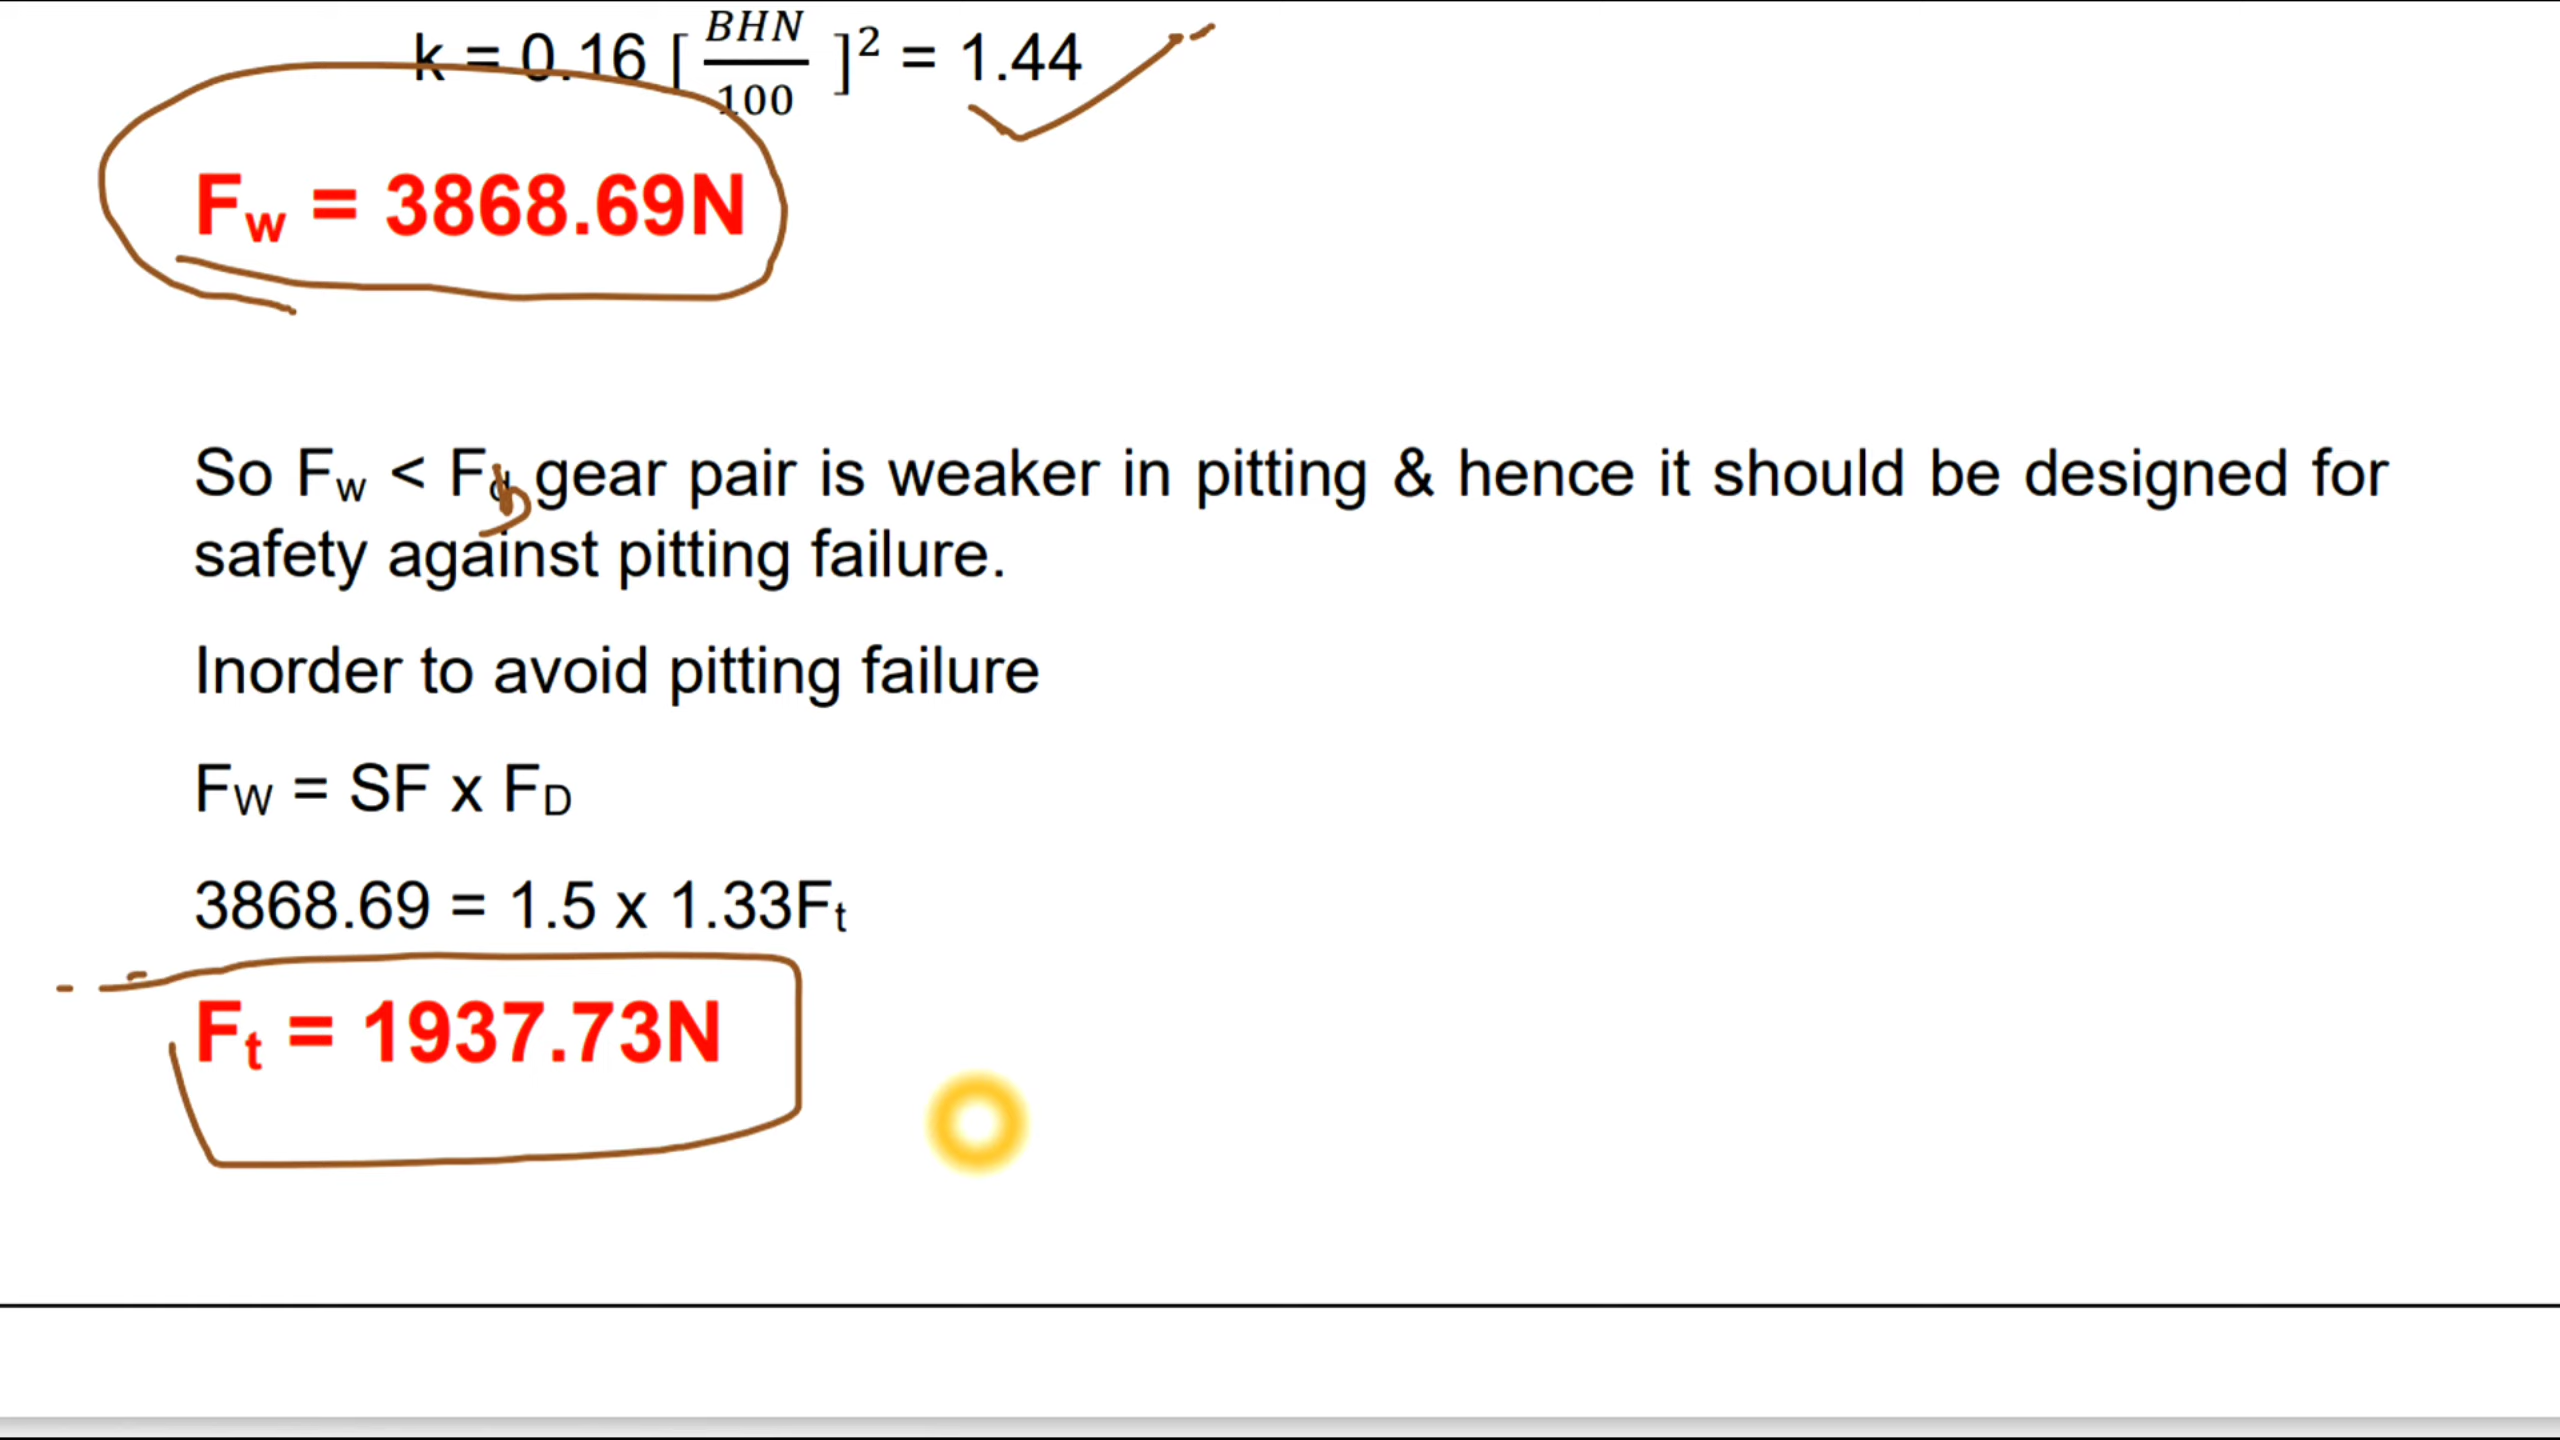 k = 0.16 [ BHN/100 ]² = 1.44
Fw = 3868.69N
So Fw < Fb gear pair is weaker in pitting & hence it should be designed for
safety against pitting failure.
Inorder to avoid pitting failure
FW = SF x FD
3868.69 = 1.5 x 1.33Ft
Ft = 1937.73N